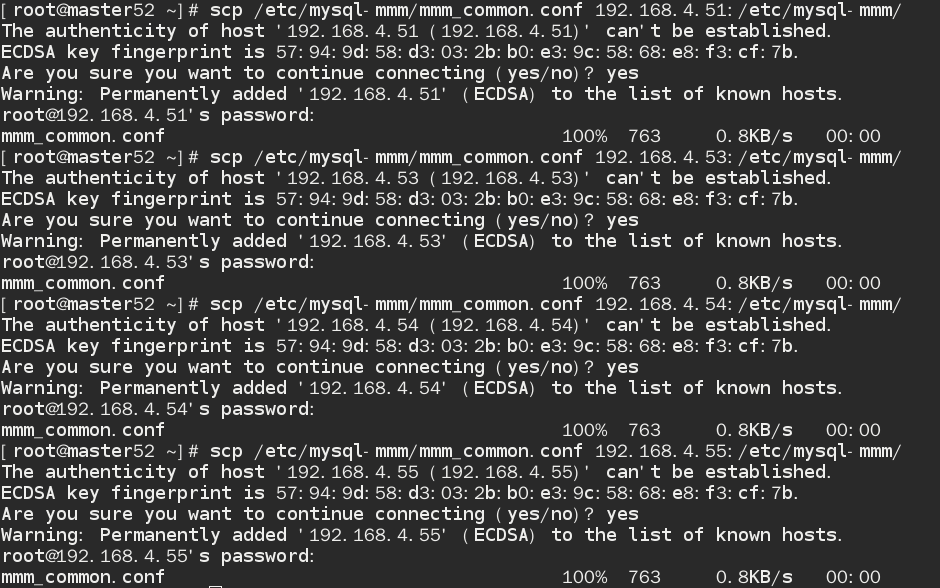 [root@master52 ~]# scp /etc/mysql-mmm/mmm_common.conf 192.168.4.51:/etc/mysql-mmm/
The authenticity of host '192.168.4.51 (192.168.4.51)' can't be established.
ECDSA key fingerprint is 57:94:9d:58:d3:03:2b:b0:e3:9c:58:68:e8:f3:cf:7b.
Are you sure you want to continue connecting (yes/no)? yes
Warning: Permanently added '192.168.4.51' (ECDSA) to the list of known hosts.
root@192.168.4.51's password:
mmm_common.conf 100% 763 0.8KB/s 00:00
[root@master52 ~]# scp /etc/mysql-mmm/mmm_common.conf 192.168.4.53:/etc/mysql-mmm/
The authenticity of host '192.168.4.53 (192.168.4.53)' can't be established.
ECDSA key fingerprint is 57:94:9d:58:d3:03:2b:b0:e3:9c:58:68:e8:f3:cf:7b.
Are you sure you want to continue connecting (yes/no)? yes
Warning: Permanently added '192.168.4.53' (ECDSA) to the list of known hosts.
root@192.168.4.53's password:
mmm_common.conf 100% 763 0.8KB/s 00:00
[root@master52 ~]# scp /etc/mysql-mmm/mmm_common.conf 192.168.4.54:/etc/mysql-mmm/
The authenticity of host '192.168.4.54 (192.168.4.54)' can't be established.
ECDSA key fingerprint is 57:94:9d:58:d3:03:2b:b0:e3:9c:58:68:e8:f3:cf:7b.
Are you sure you want to continue connecting (yes/no)? yes
Warning: Permanently added '192.168.4.54' (ECDSA) to the list of known hosts.
root@192.168.4.54's password:
mmm_common.conf 100% 763 0.8KB/s 00:00
[root@master52 ~]# scp /etc/mysql-mmm/mmm_common.conf 192.168.4.55:/etc/mysql-mmm/
The authenticity of host '192.168.4.55 (192.168.4.55)' can't be established.
ECDSA key fingerprint is 57:94:9d:58:d3:03:2b:b0:e3:9c:58:68:e8:f3:cf:7b.
Are you sure you want to continue connecting (yes/no)? yes
Warning: Permanently added '192.168.4.55' (ECDSA) to the list of known hosts.
root@192.168.4.55's password:
mmm_common.conf 100% 763 0.8KB/s 00:00